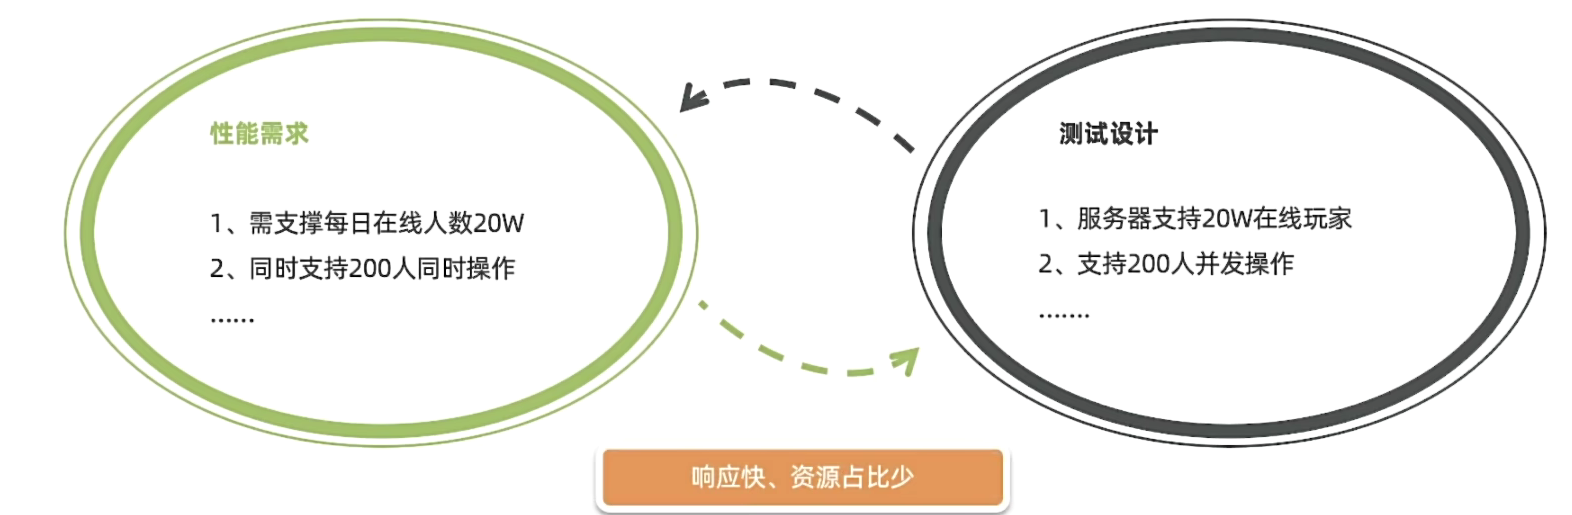 性能需求
1、需支撑每日在线人数20W
2、同时支持200人同时操作
......
测试设计
1、服务器支持20W在线玩家
2、支持200人并发操作
.......
响应快、资源占比少